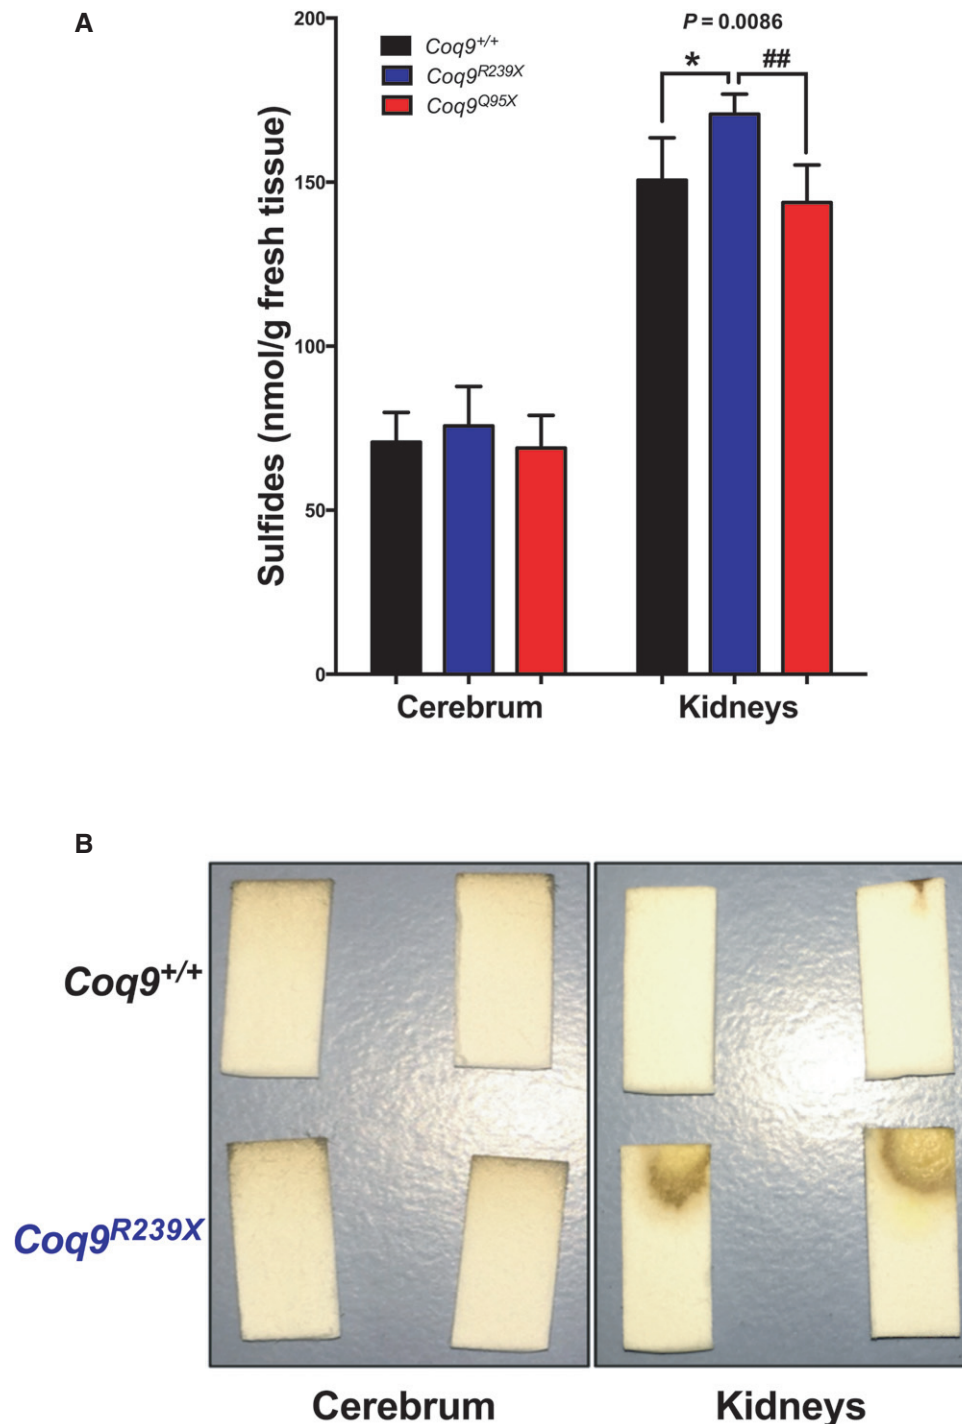 A
200
P = 0.0086
* ##
Coq9+/+
Coq9R239X
Coq9Q95X
150
100
50
0
Sulfides (nmol/g fresh tissue)
Cerebrum Kidneys
B
Coq9+/+
Coq9R239X
Cerebrum Kidneys